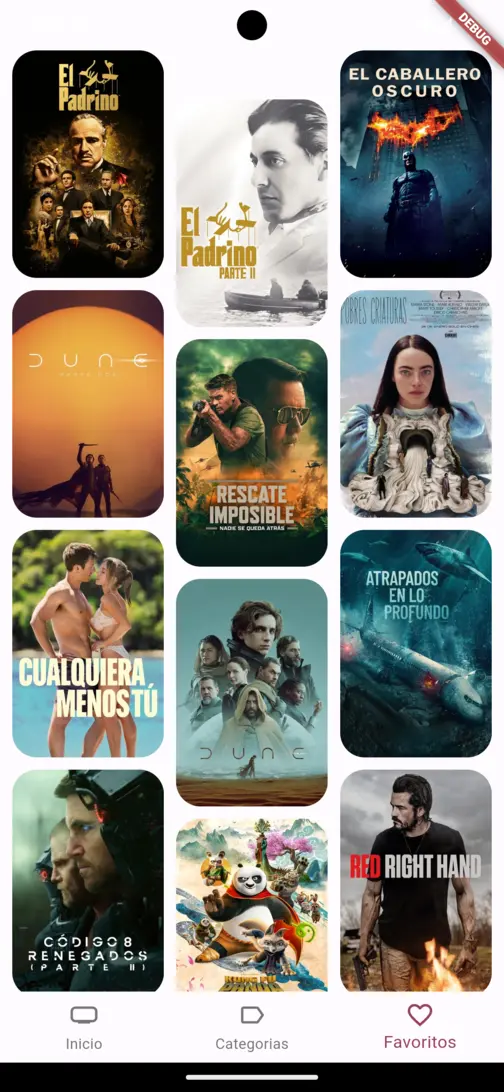 DEBUG
El
Padrino
El
Padrino
PARTE II
EL CABALLERO
OSCURO
DUNE
POBRES CRIATURAS
RESCATE
IMPOSIBLE
NADIE SE QUEDA ATRÁS
CUALQUIERA
MENOS TÚ
DUNE
ATRAPADOS
EN LO
PROFUNDO
CÓDIGO 8
RENEGADOS
(PARTE II)
KUNG FU
RED RIGHT HAND
Inicio
Categorias
Favoritos